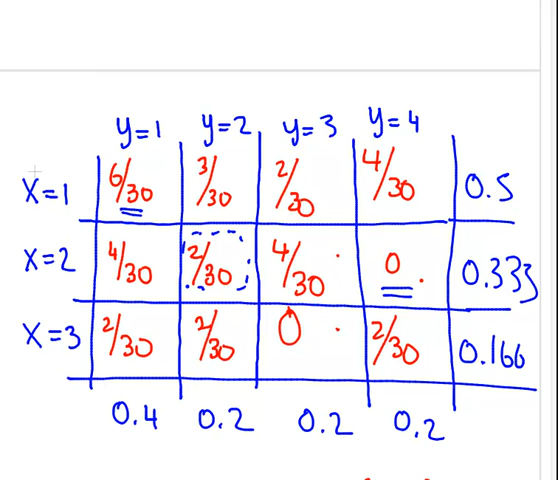 y=1 y=2 y=3 y=4
x=1 6/30 3/30 2/30 4/30 0.5
x=2 4/30 2/30 4/30 0 0.333
x=3 2/30 2/30 0 2/30 0.166
0.4 0.2 0.2 0.2